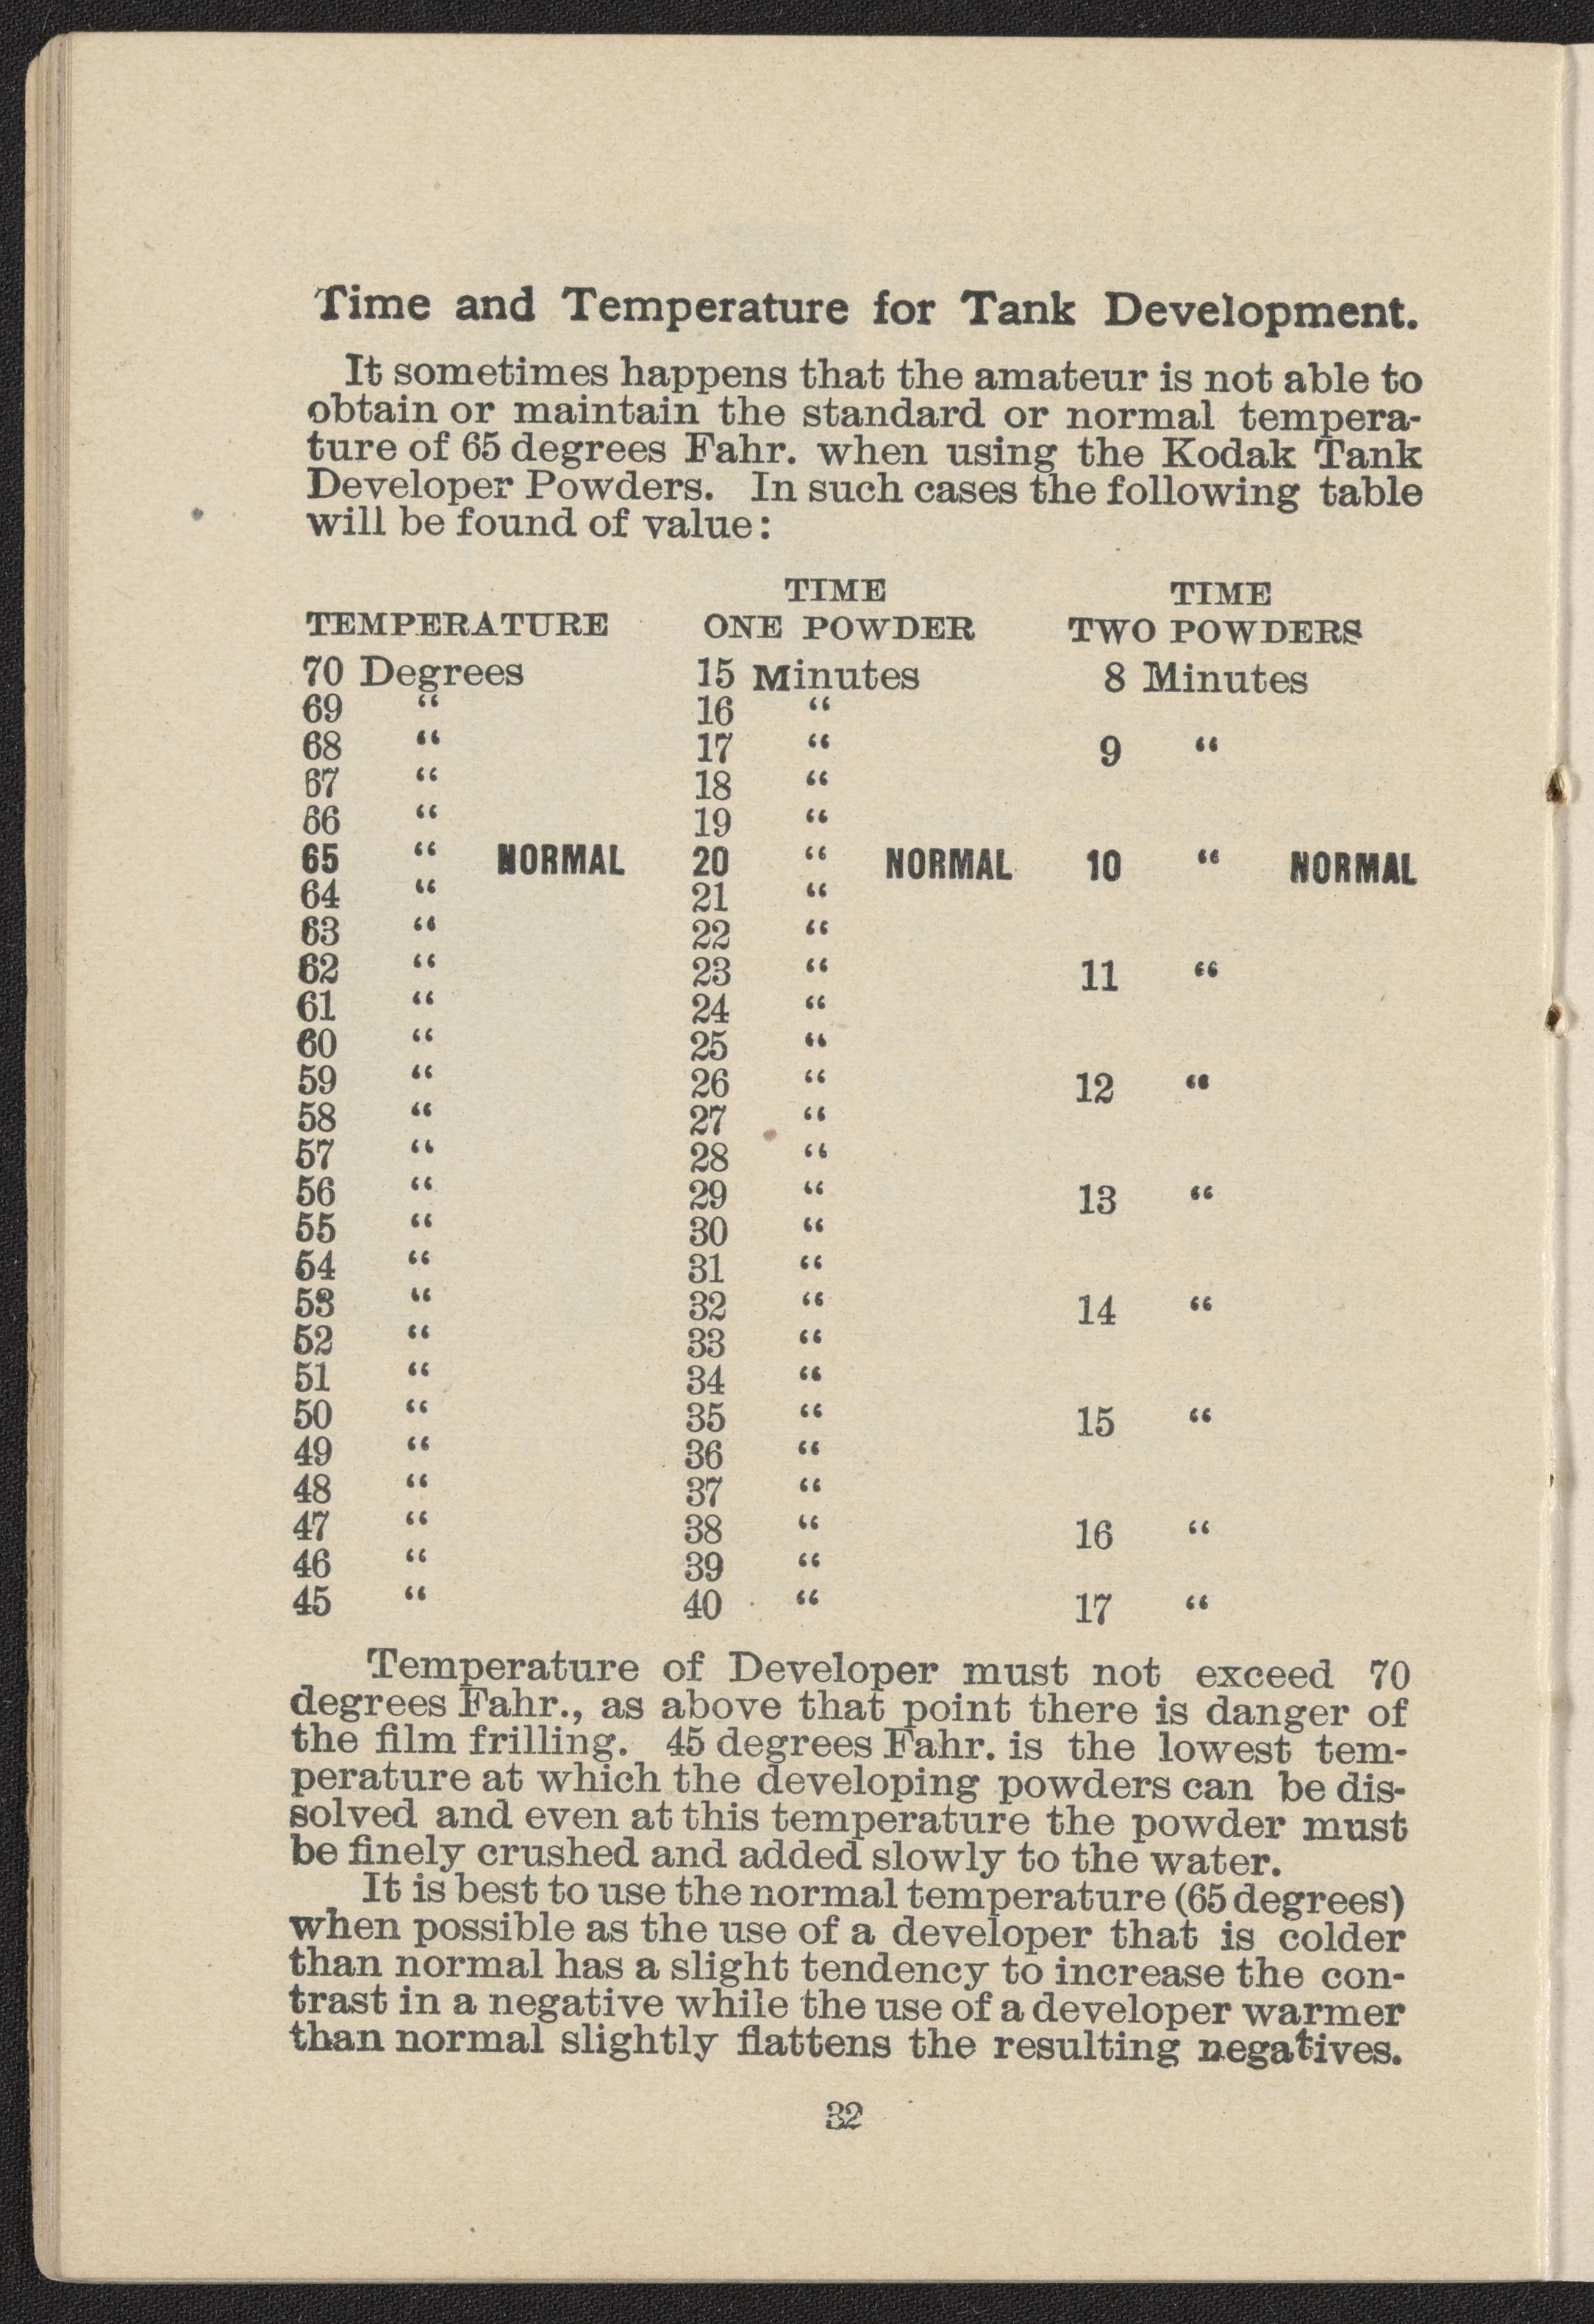 Time and Temperature for Tank Development.
It sometimes happens that the amateur is not able to
obtain or maintain the standard or normal tempera-
ture of 65 degrees Fahr. when using the Kodak Tank
Developer Powders. In such cases the following table
will be found of value:
TIME TIME
TEMPERATURE ONE POWDER TWO POWDERS
70 Degrees 15 Minutes 8 Minutes
69 “ 16 “
68 “ 17 “ 9 “
67 “ 18 “
66 “ 19 “
65 “ NORMAL 20 “ NORMAL 10 “ NORMAL
64 “ 21 “
63 “ 22 “
62 “ 23 “ 11 “
61 “ 24 “
60 “ 25 “
59 “ 26 “ 12 “
58 “ 27 “
57 “ 28 “
56 “ 29 “ 13 “
55 “ 30 “
54 “ 31 “
53 “ 32 “ 14 “
52 “ 33 “
51 “ 34 “
50 “ 35 “ 15 “
49 “ 36 “
48 “ 37 “
47 “ 38 “ 16 “
46 “ 39 “
45 “ 40 “ 17 “
Temperature of Developer must not exceed 70
degrees Fahr., as above that point there is danger of
the film frilling. 45 degrees Fahr. is the lowest tem-
perature at which the developing powders can be dis-
solved and even at this temperature the powder must
be finely crushed and added slowly to the water.
It is best to use the normal temperature (65 degrees)
when possible as the use of a developer that is colder
than normal has a slight tendency to increase the con-
trast in a negative while the use of a developer warmer
than normal slightly flattens the resulting negatives.
32